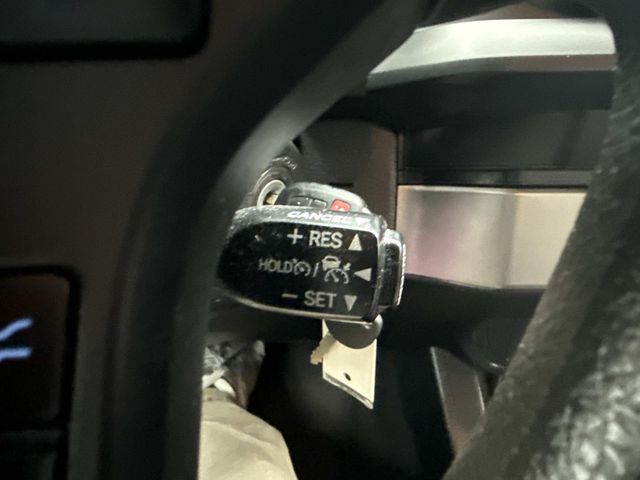 CANCEL
+ RES
HOLD /
− SET